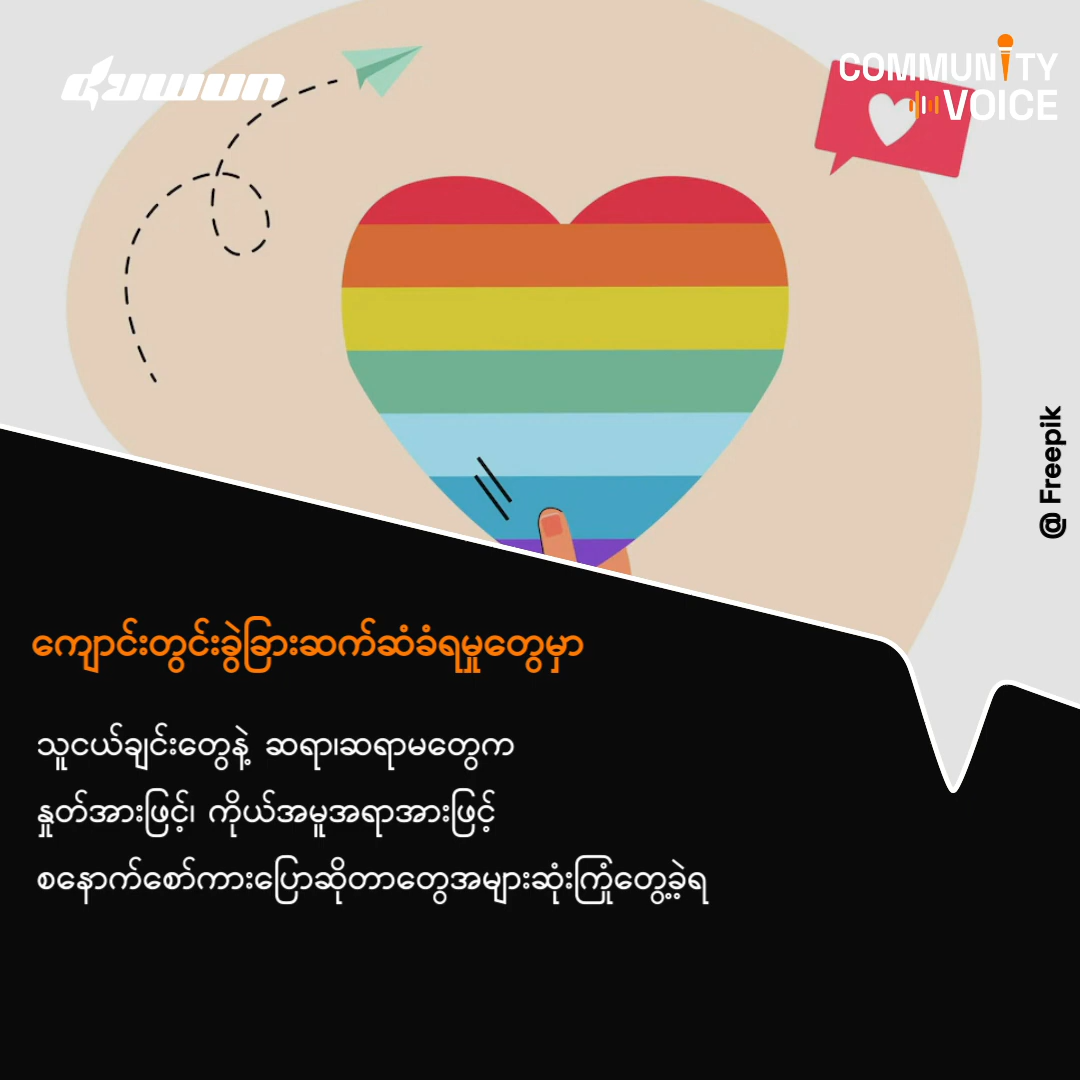 COMMUNITY
VOICE
@ Freepik
ကျောင်းတွင်းခွဲခြားဆက်ဆံခံရမှုတွေမှာ
သူငယ်ချင်းတွေနဲ့ ဆရာ၊ဆရာမတွေက
နှုတ်အားဖြင့်၊ ကိုယ်အမူအရာအားဖြင့်
စနောက်စော်ကားပြောဆိုတာတွေအများဆုံးကြုံတွေ့ခဲ့ရ